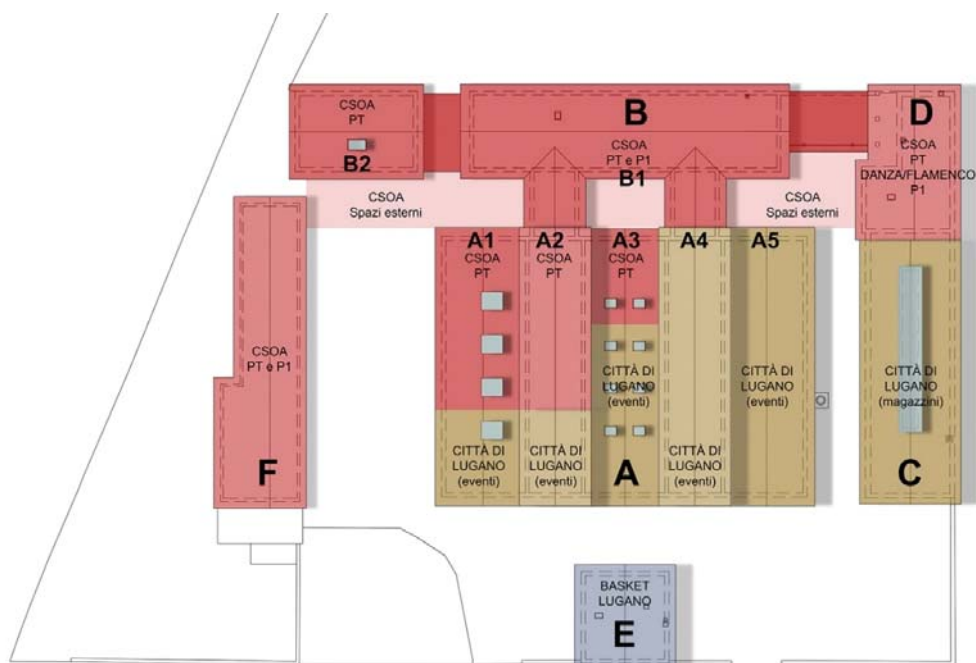 CSOA
PT
B2
B
CSOA
PT e P1
B1
D
CSOA
PT
DANZA/FLAMENCO
P1
CSOA
Spazi esterni
CSOA
Spazi esterni
A1
CSOA
PT
A2
CSOA
PT
A3
CSOA
PT
A4
A5
CSOA
PT e P1
F
CITTÀ DI
LUGANO
(eventi)
CITTÀ DI
LUGANO
(eventi)
CITTÀ DI
LUGANO
(magazzini)
C
CITTÀ DI
LUGANO
(eventi)
CITTÀ DI
LUGANO
(eventi)
A
CITTÀ DI
LUGANO
(eventi)
BASKET
LUGANO
E